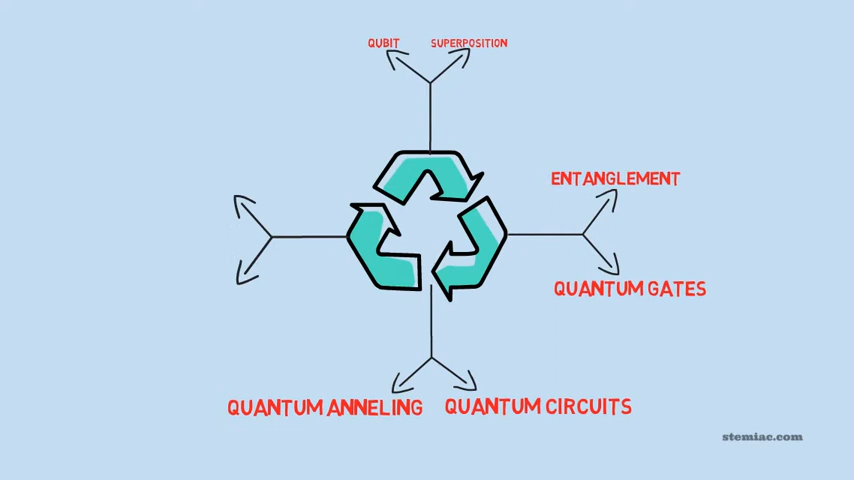 QUBIT
SUPERPOSITION
ENTANGLEMENT
QUANTUM GATES
QUANTUM ANNELING
QUANTUM CIRCUITS
stemiac.com